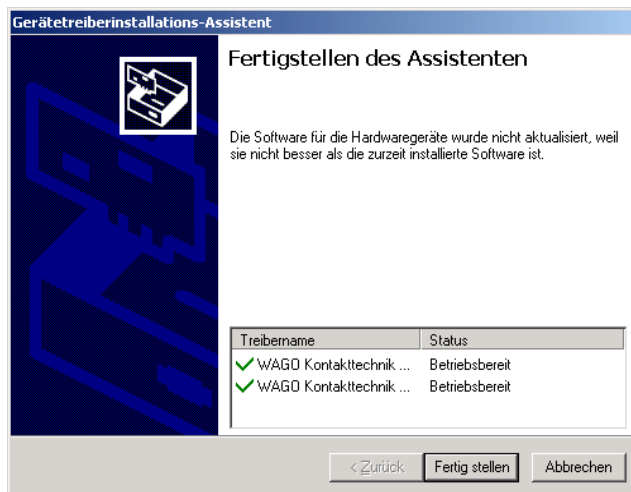 Gerätetreiberinstallations-Assistent
Fertigstellen des Assistenten
Die Software für die Hardwaregeräte wurde nicht aktualisiert, weil
sie nicht besser als die zurzeit installierte Software ist.
Treibername Status
WAGO Kontakttechnik ... Betriebsbereit
WAGO Kontakttechnik ... Betriebsbereit
< Zurück Fertig stellen Abbrechen